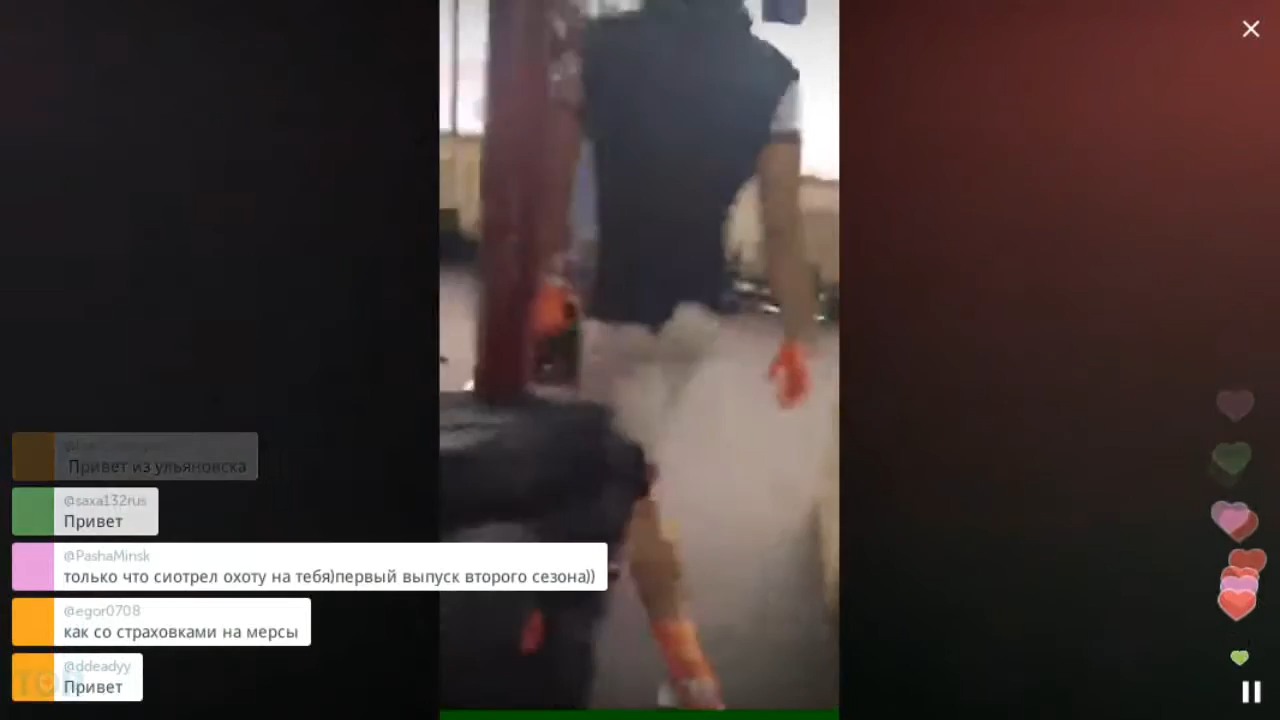 Привет из ульяновска
@saxa132rus
Привет
@PashaMinsk
только что сиотрел охоту на тебя)первый выпуск второго сезона))
@egor0708
как со страховками на мерсы
@ddeadyy
Привет